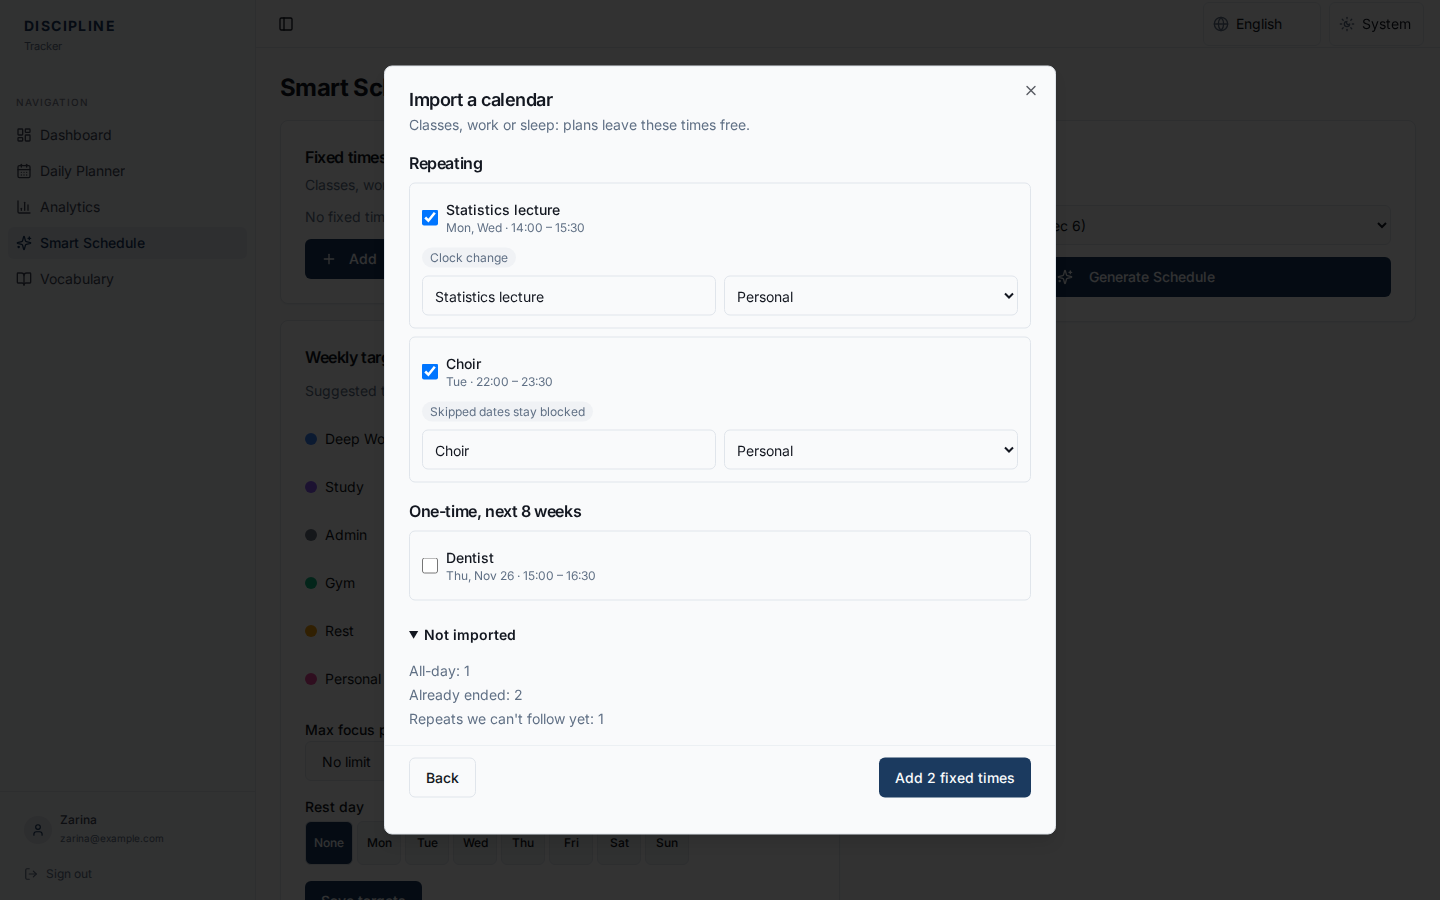 DISCIPLINE
Tracker
NAVIGATION
Dashboard
Daily Planner
Analytics
Smart Schedule
Vocabulary
Zarina
zarina@example.com
Sign out
English
System
Smart Sc
Fixed times
Classes, wor
No fixed tim
Add
Weekly targ
Suggested
Deep Wo
Study
Admin
Gym
Rest
Personal
Max focus p
No limit
Rest day
None
Mon
Tue
Wed
Thu
Fri
Sat
Sun
ec 6)
Generate Schedule
Import a calendar
Classes, work or sleep: plans leave these times free.
Repeating
Statistics lecture
Mon, Wed · 14:00 – 15:30
Clock change
Statistics lecture
Personal
Choir
Tue · 22:00 – 23:30
Skipped dates stay blocked
Choir
Personal
One-time, next 8 weeks
Dentist
Thu, Nov 26 · 15:00 – 16:30
Not imported
All-day: 1
Already ended: 2
Repeats we can't follow yet: 1
Back
Add 2 fixed times